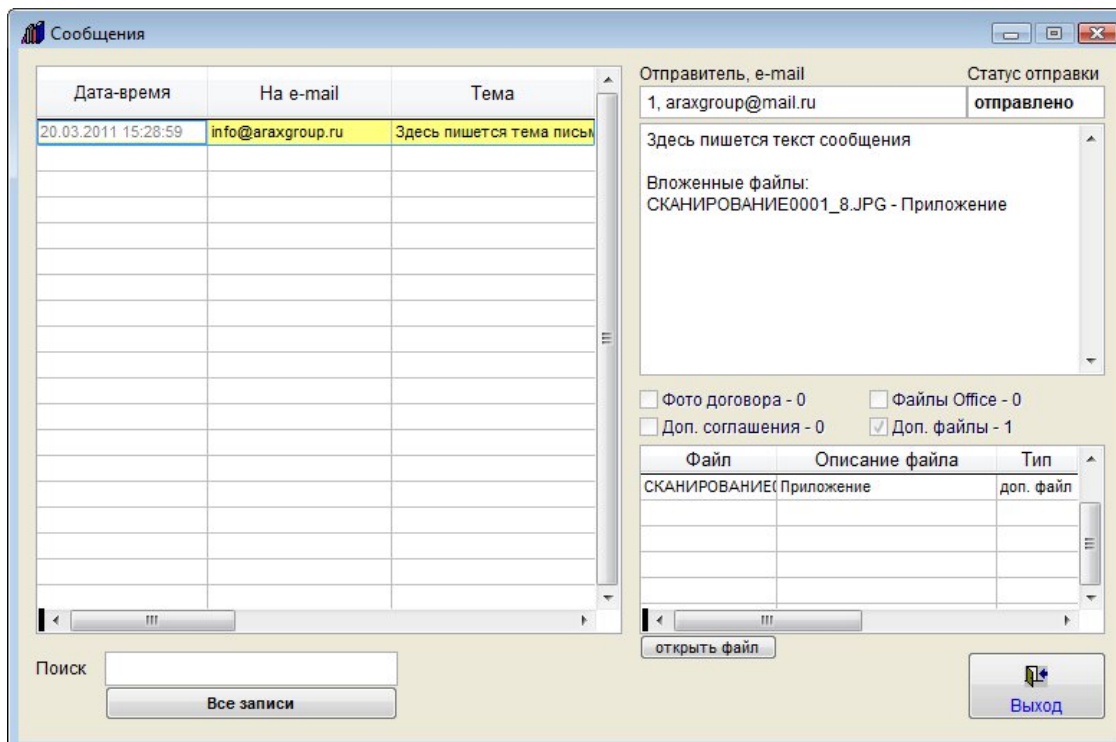 Сообщения
Дата-время На e-mail Тема
20.03.2011 15:28:59 info@araxgroup.ru Здесь пишется тема
Отправитель, e-mail Статус отправки
1, araxgroup@mail.ru отправлено
Здесь пишется текст сообщения
Вложенные файлы:
СКАНИРОВАНИЕ0001_8.JPG - Приложение
Фото договора - 0 Файлы Office - 0
Доп. соглашения - 0 Доп. файлы - 1
Файл Описание файла Тип
Приложение доп. файл
открыть файл
Поиск
Все записи
Выход